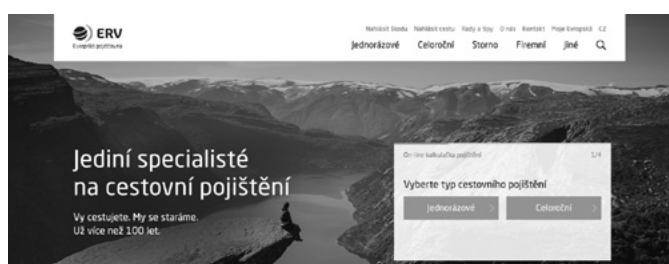 ERV
Evropská pojišťovna
Nahlásit škodu Nahlásit cestu Rady a tipy O nás Kontakt Moje Evropská CZ
Jednorázové Celoroční Storno Firemní Jiné
Jediní specialisté
na cestovní pojištění
Vy cestujete. My se staráme.
Už více než 100 let.
On-line kalkulačka pojištění 1/4
Vyberte typ cestovního pojištění
Jednorázové Celoroční